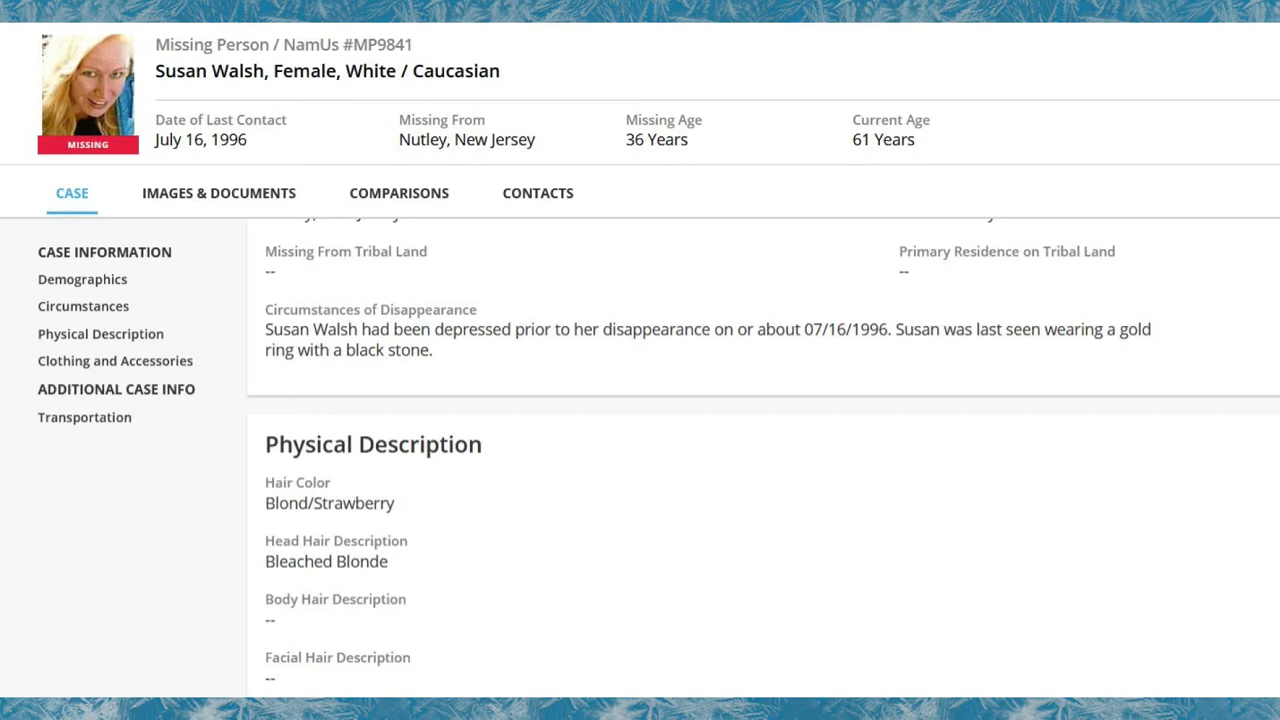 Missing Person / NamUs #MP9841
Susan Walsh, Female, White / Caucasian
MISSING
Date of Last Contact
July 16, 1996
Missing From
Nutley, New Jersey
Missing Age
36 Years
Current Age
61 Years
CASE
IMAGES & DOCUMENTS
COMPARISONS
CONTACTS
CASE INFORMATION
Demographics
Circumstances
Physical Description
Clothing and Accessories
ADDITIONAL CASE INFO
Transportation
Missing From Tribal Land
--
Primary Residence on Tribal Land
--
Circumstances of Disappearance
Susan Walsh had been depressed prior to her disappearance on or about 07/16/1996. Susan was last seen wearing a gold
ring with a black stone.
Physical Description
Hair Color
Blond/Strawberry
Head Hair Description
Bleached Blonde
Body Hair Description
--
Facial Hair Description
--